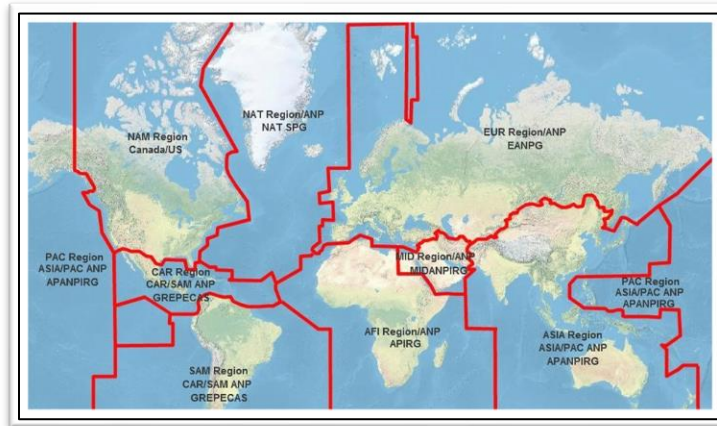 NAT Region/ANP
NAT SPG
NAM Region
Canada/US
EUR Region/ANP
EANPG
PAC Region
ASIA/PAC ANP
APANPIRG
CAR Region
CAR/SAM ANP
GREPECAS
MID Region/ANP
MIDANPIRG
PAC Region
ASIA/PAC ANP
APANPIRG
AFI Region/ANP
APIRG
ASIA Region
ASIA/PAC ANP
APANPIRG
SAM Region
CAR/SAM ANP
GREPECAS